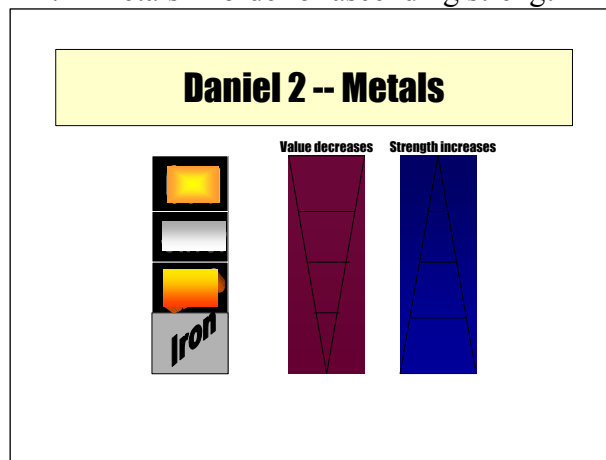 Daniel 2 -- Metals
Value decreases Strength increases
Iron